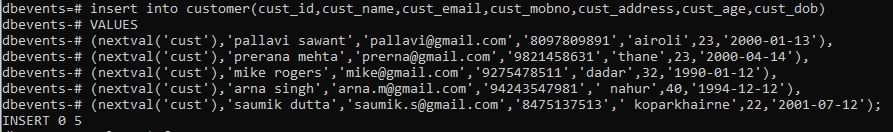 dbevents=# insert into customer(cust_id,cust_name,cust_email,cust_mobno,cust_address,cust_age,cust_dob)
dbevents-# VALUES
dbevents-# (nextval('cust'),'pallavi sawant','pallavi@gmail.com','8097809891','airoli',23,'2000-01-13'),
dbevents-# (nextval('cust'),'prerana mehta','prerna@gmail.com','9821458631','thane',23,'2000-04-14'),
dbevents-# (nextval('cust'),'mike rogers','mike@gmail.com','9275478511','dadar',32,'1990-01-12'),
dbevents-# (nextval('cust'),'arna singh','arna.m@gmail.com','94243547981',' nahur',40,'1994-12-12'),
dbevents-# (nextval('cust'),'saumik dutta','saumik.s@gmail.com','8475137513',' koparkhairne',22,'2001-07-12');
INSERT 0 5